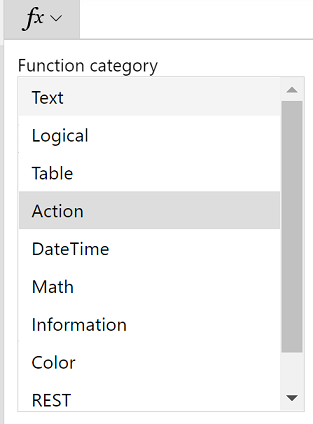 fx
Function category
Text
Logical
Table
Action
DateTime
Math
Information
Color
REST